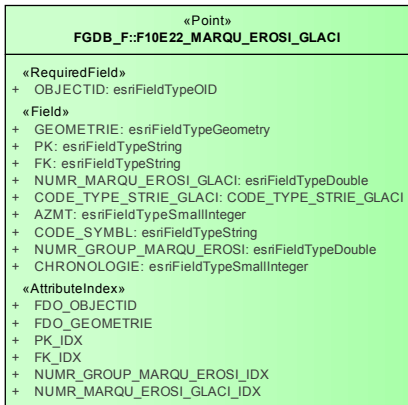 «Point»
FGDB_F::F10E22_MARQU_EROSI_GLACI
«RequiredField»
+ OBJECTID: esriFieldTypeOID
«Field»
+ GEOMETRIE: esriFieldTypeGeometry
+ PK: esriFieldTypeString
+ FK: esriFieldTypeString
+ NUMR_MARQU_EROSI_GLACI: esriFieldTypeDouble
+ CODE_TYPE_STRIE_GLACI: CODE_TYPE_STRIE_GLACI
+ AZMT: esriFieldTypeSmallInteger
+ CODE_SYMBL: esriFieldTypeString
+ NUMR_GROUP_MARQU_EROSI: esriFieldTypeDouble
+ CHRONOLOGIE: esriFieldTypeSmallInteger
«AttributeIndex»
+ FDO_OBJECTID
+ FDO_GEOMETRIE
+ PK_IDX
+ FK_IDX
+ NUMR_GROUP_MARQU_EROSI_IDX
+ NUMR_MARQU_EROSI_GLACI_IDX